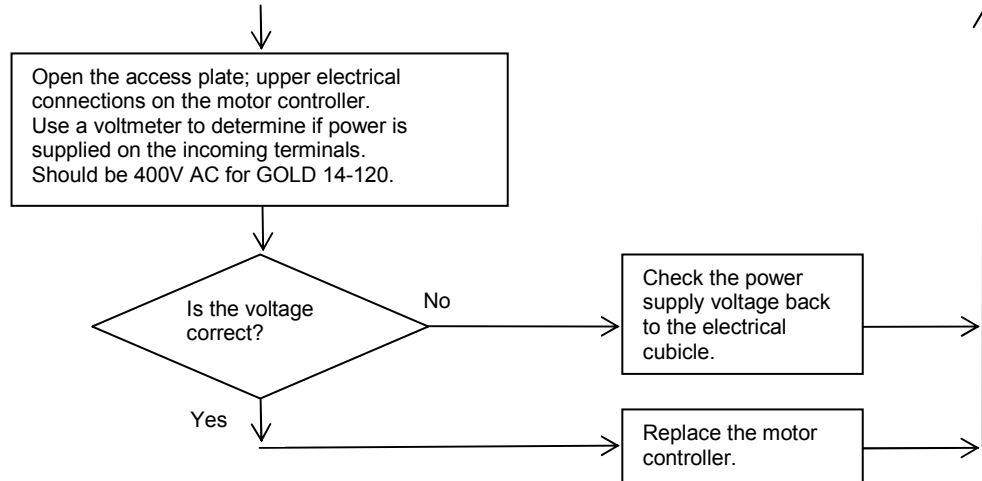 Open the access plate; upper electrical
connections on the motor controller.
Use a voltmeter to determine if power is
supplied on the incoming terminals.
Should be 400V AC for GOLD 14-120.
Is the voltage
correct?
No
Check the power
supply voltage back
to the electrical
cubicle.
Yes
Replace the motor
controller.